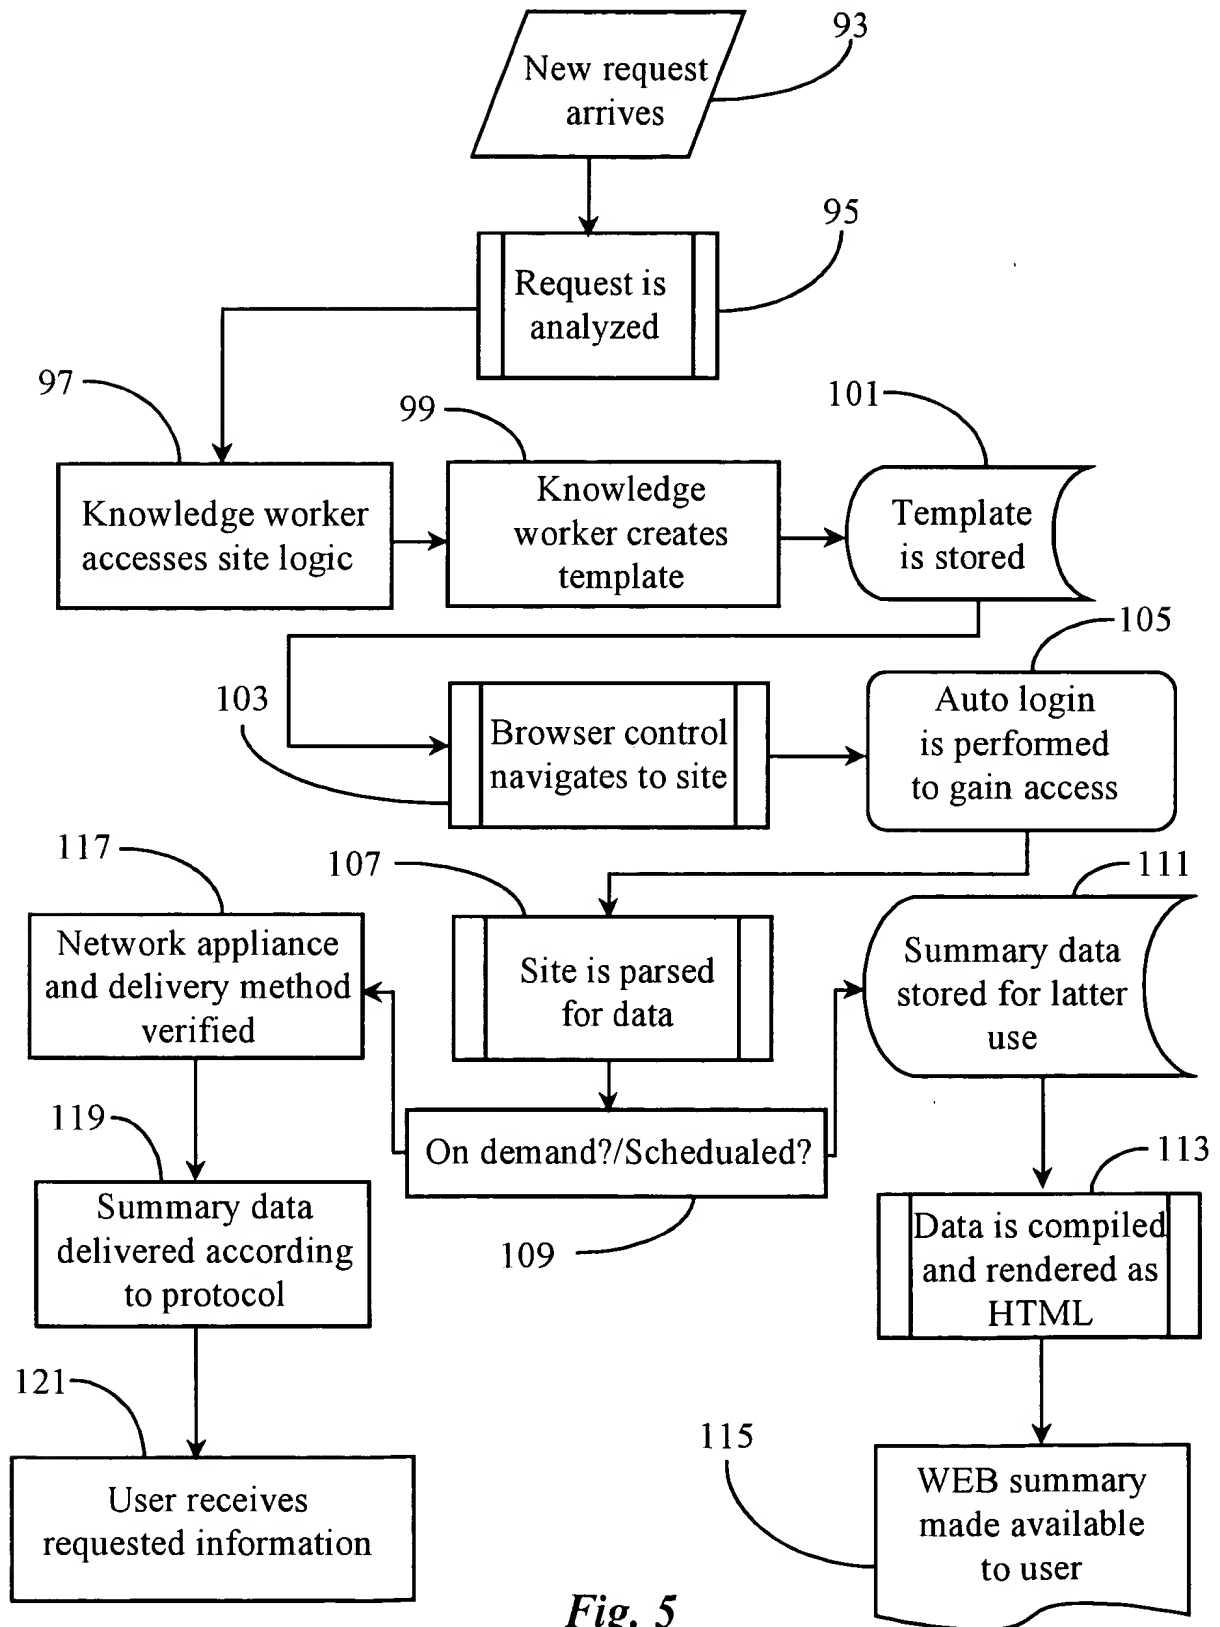 93
New request
arrives
95
Request is
analyzed
97
99
101
Knowledge worker
accesses site logic
Knowledge
worker creates
template
Template
is stored
105
103
Browser control
navigates to site
Auto login
is performed
to gain access
117
107
111
Network appliance
and delivery method
verified
Site is parsed
for data
Summary data
stored for latter
use
119
On demand?/Schedualed?
113
Summary data
delivered according
to protocol
109
Data is compiled
and rendered as
HTML
121
115
User receives
requested information
WEB summary
made available
to user
Fig. 5